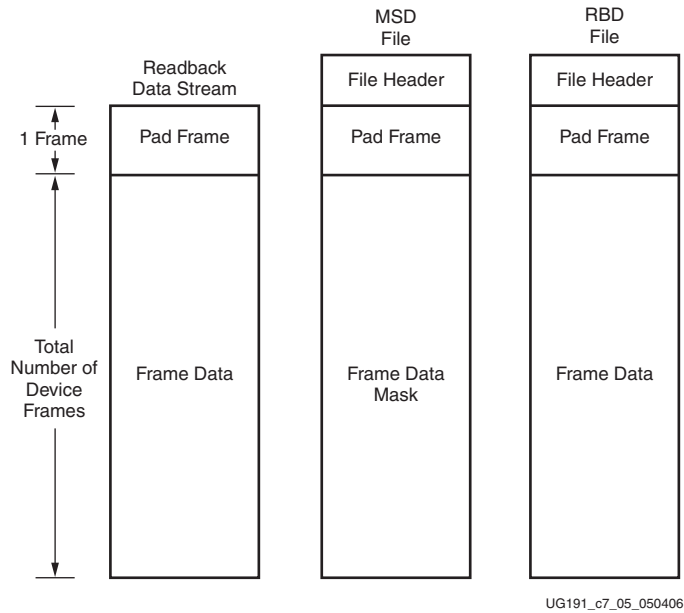 MSD
File
RBD
File
Readback
Data Stream
File Header
File Header
1 Frame
Pad Frame
Pad Frame
Pad Frame
Total
Number of
Device
Frames
Frame Data
Frame Data
Mask
Frame Data
UG191_c7_05_050406